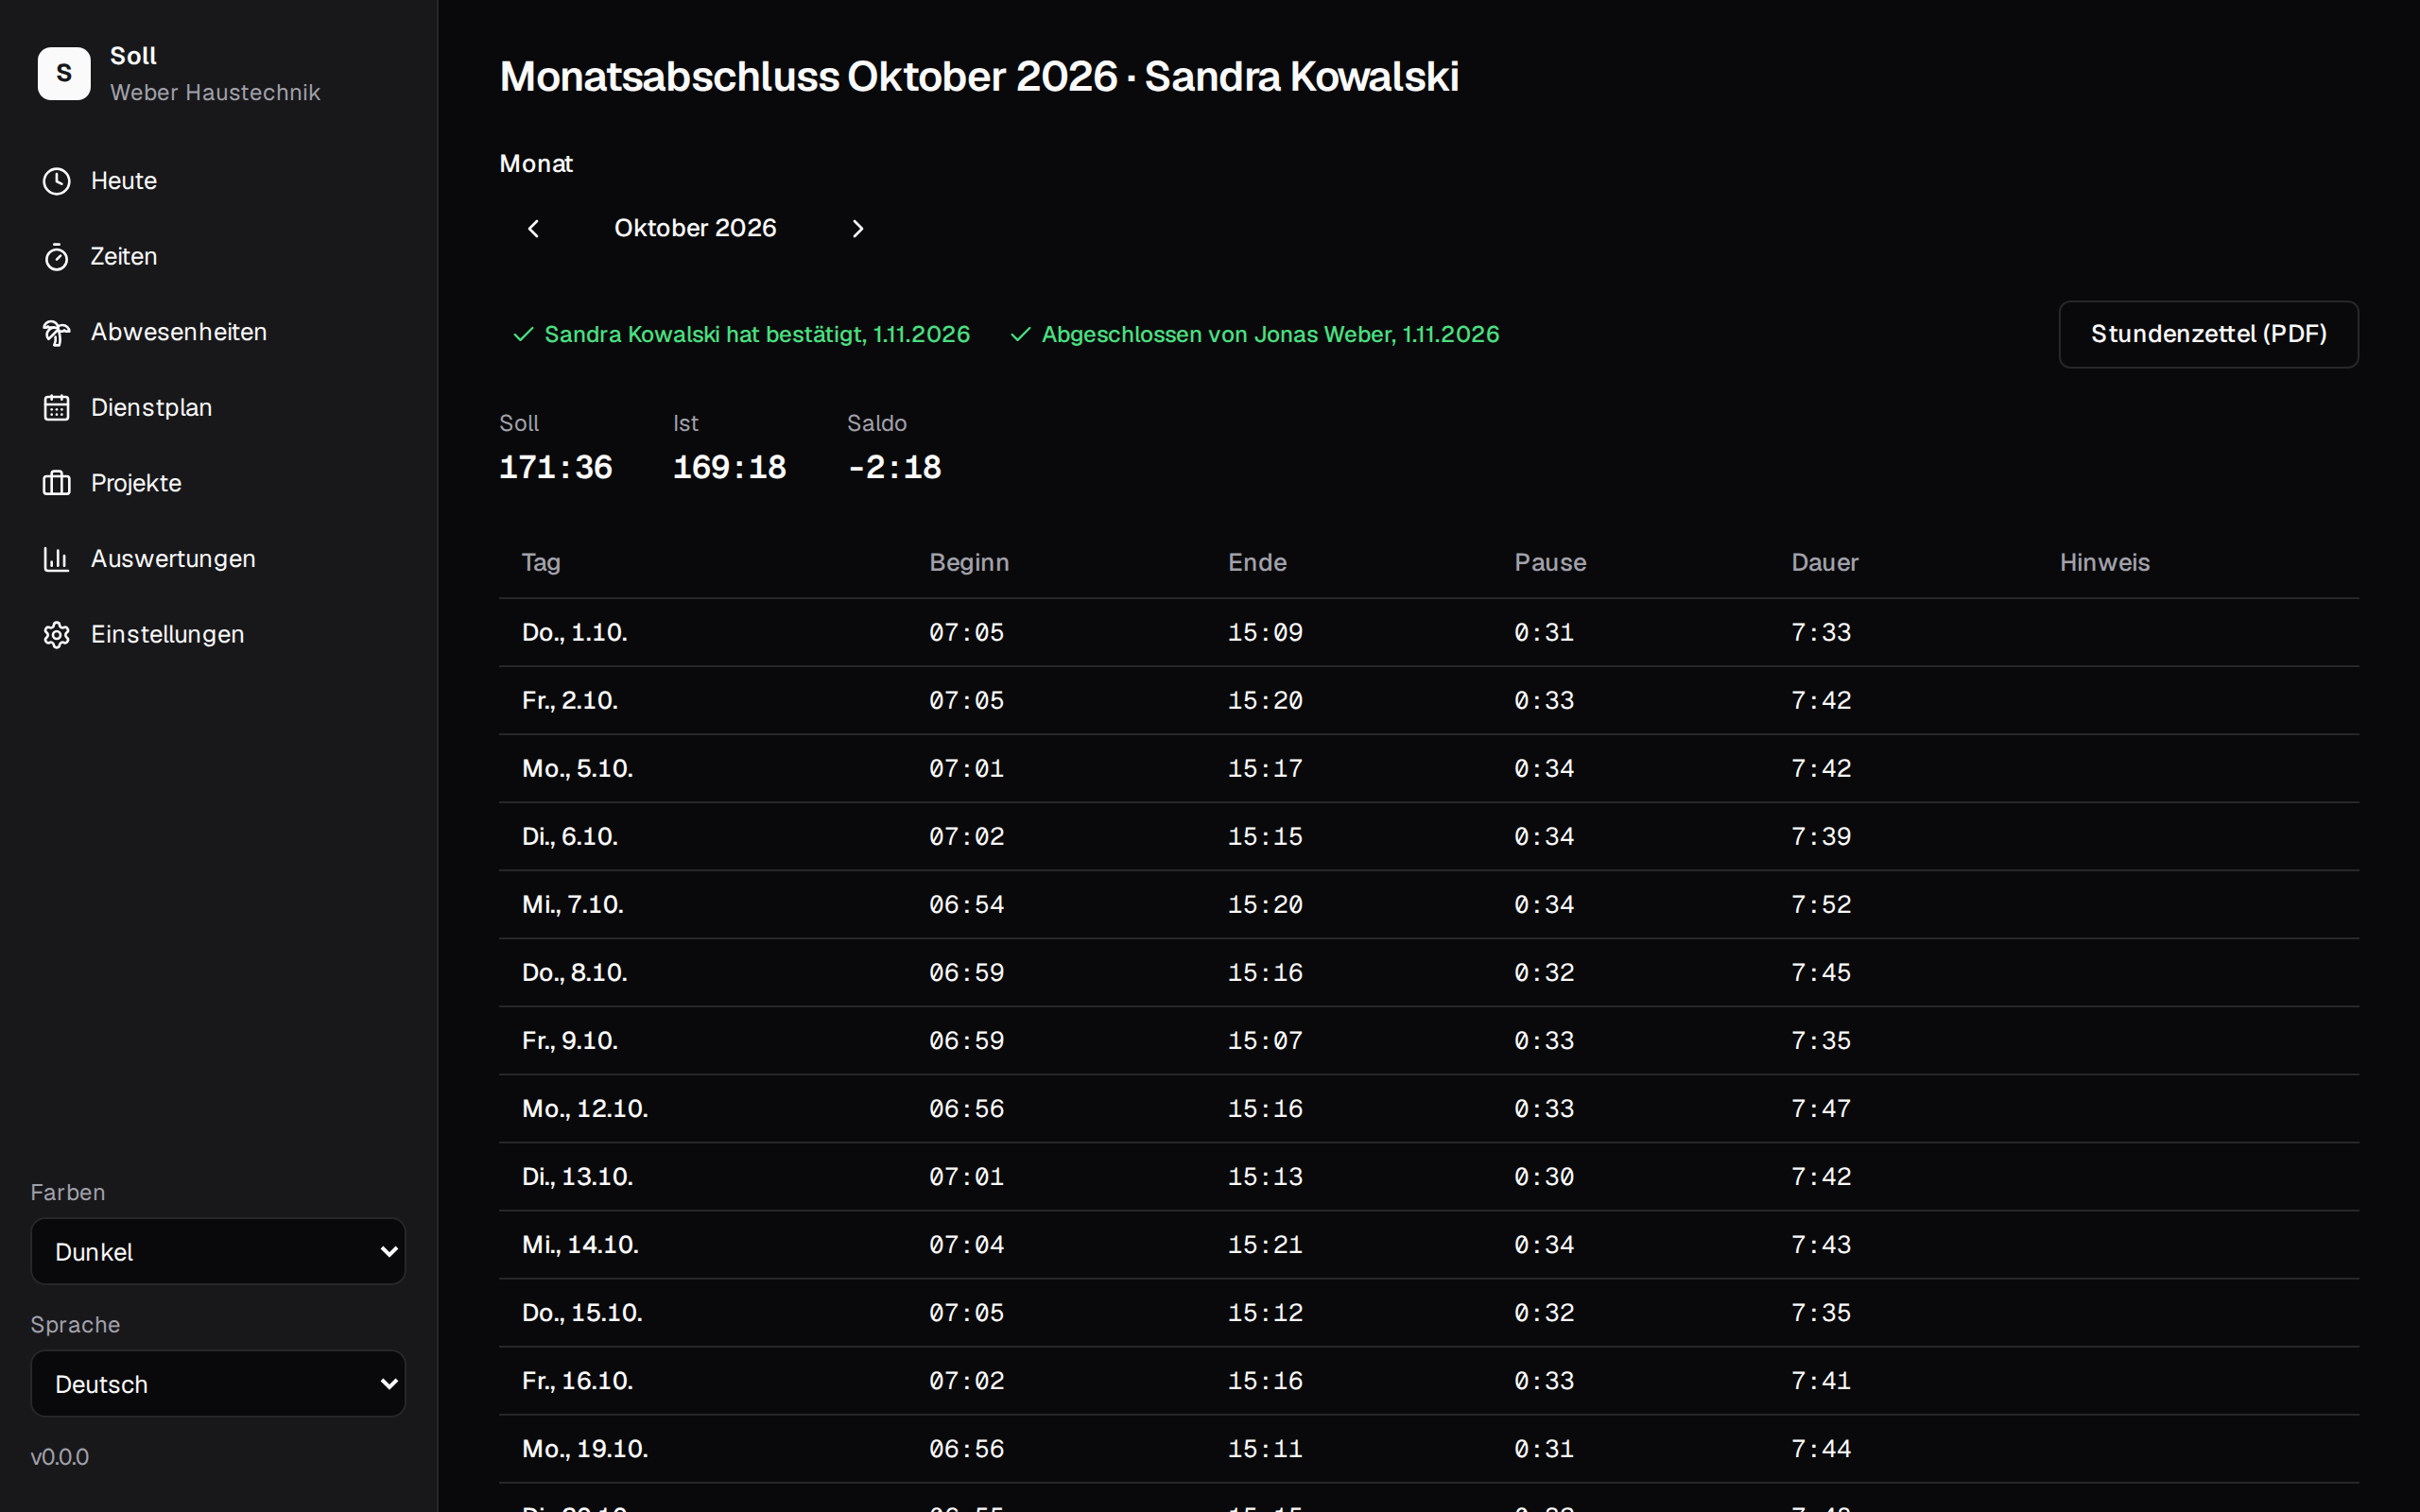 S
Soll
Weber Haustechnik
Heute
Zeiten
Abwesenheiten
Dienstplan
Projekte
Auswertungen
Einstellungen
Farben
Dunkel
Sprache
Deutsch
v0.0.0
Monatsabschluss Oktober 2026 · Sandra Kowalski
Monat
Oktober 2026
Sandra Kowalski hat bestätigt, 1.11.2026 Abgeschlossen von Jonas Weber, 1.11.2026 Stundenzettel (PDF)
Soll Ist Saldo
171:36 169:18 -2:18
Tag Beginn Ende Pause Dauer Hinweis
Do., 1.10. 07:05 15:09 0:31 7:33
Fr., 2.10. 07:05 15:20 0:33 7:42
Mo., 5.10. 07:01 15:17 0:34 7:42
Di., 6.10. 07:02 15:15 0:34 7:39
Mi., 7.10. 06:54 15:20 0:34 7:52
Do., 8.10. 06:59 15:16 0:32 7:45
Fr., 9.10. 06:59 15:07 0:33 7:35
Mo., 12.10. 06:56 15:16 0:33 7:47
Di., 13.10. 07:01 15:13 0:30 7:42
Mi., 14.10. 07:04 15:21 0:34 7:43
Do., 15.10. 07:05 15:12 0:32 7:35
Fr., 16.10. 07:02 15:16 0:33 7:41
Mo., 19.10. 06:56 15:11 0:31 7:44